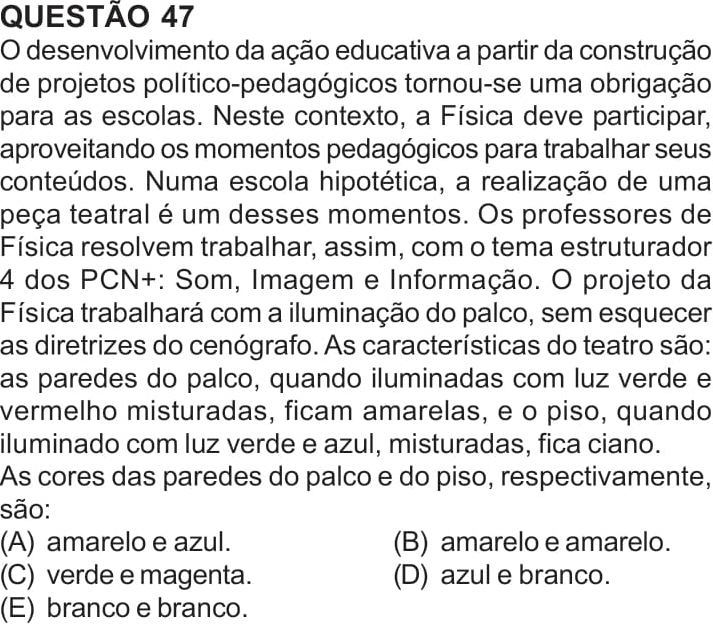 QUESTÃO 47
O desenvolvimento da ação educativa a partir da construção
de projetos político-pedagógicos tornou-se uma obrigação
para as escolas. Neste contexto, a Física deve participar,
aproveitando os momentos pedagógicos para trabalhar seus
conteúdos. Numa escola hipotética, a realização de uma
peça teatral é um desses momentos. Os professores de
Física resolvem trabalhar, assim, com o tema estruturador
4 dos PCN+: Som, Imagem e Informação. O projeto da
Física trabalhará com a iluminação do palco, sem esquecer
as diretrizes do cenógrafo. As características do teatro são:
as paredes do palco, quando iluminadas com luz verde e
vermelho misturadas, ficam amarelas, e o piso, quando
iluminado com luz verde e azul, misturadas, fica ciano.
As cores das paredes do palco e do piso, respectivamente,
são:
(A) amarelo e azul. (B) amarelo e amarelo.
(C) verde e magenta. (D) azul e branco.
(E) branco e branco.